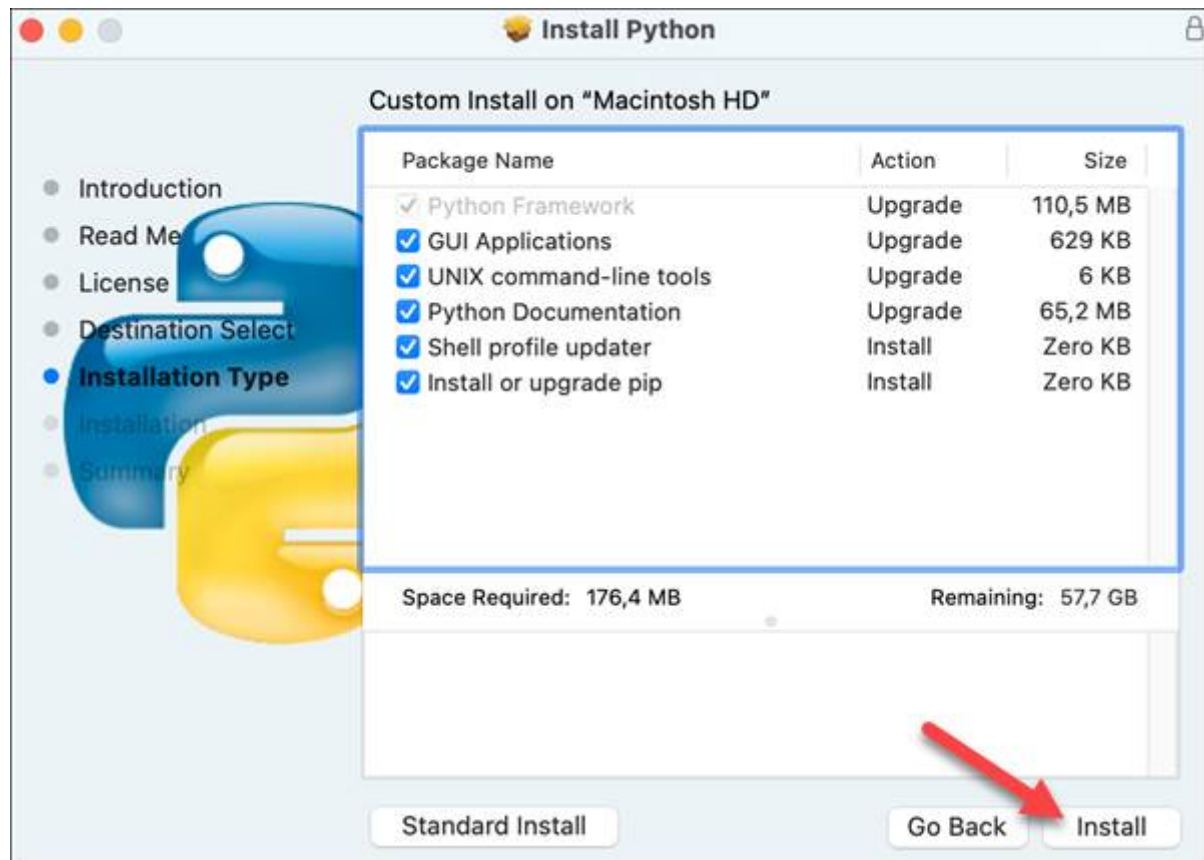 Install Python
Custom Install on “Macintosh HD”
Introduction
Read Me
License
Destination Select
Installation Type
Installation
Summary
Package Name Action Size
Python Framework Upgrade 110,5 MB
GUI Applications Upgrade 629 KB
UNIX command-line tools Upgrade 6 KB
Python Documentation Upgrade 65,2 MB
Shell profile updater Install Zero KB
Install or upgrade pip Install Zero KB
Space Required: 176,4 MB Remaining: 57,7 GB
Standard Install Go Back Install